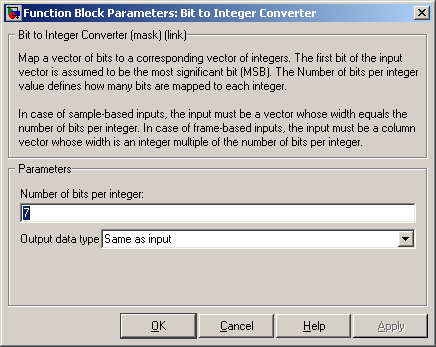 Function Block Parameters: Bit to Integer Converter
Bit to Integer Converter (mask) (link)
Map a vector of bits to a corresponding vector of integers. The first bit of the input
vector is assumed to be the most significant bit (MSB). The Number of bits per integer
value defines how many bits are mapped to each integer.
In case of sample-based inputs, the input must be a vector whose width equals the
number of bits per integer. In case of frame-based inputs, the input must be a column
vector whose width is an integer multiple of the number of bits per integer.
Parameters
Number of bits per integer:
7
Output data type Same as input
OK Cancel Help Apply